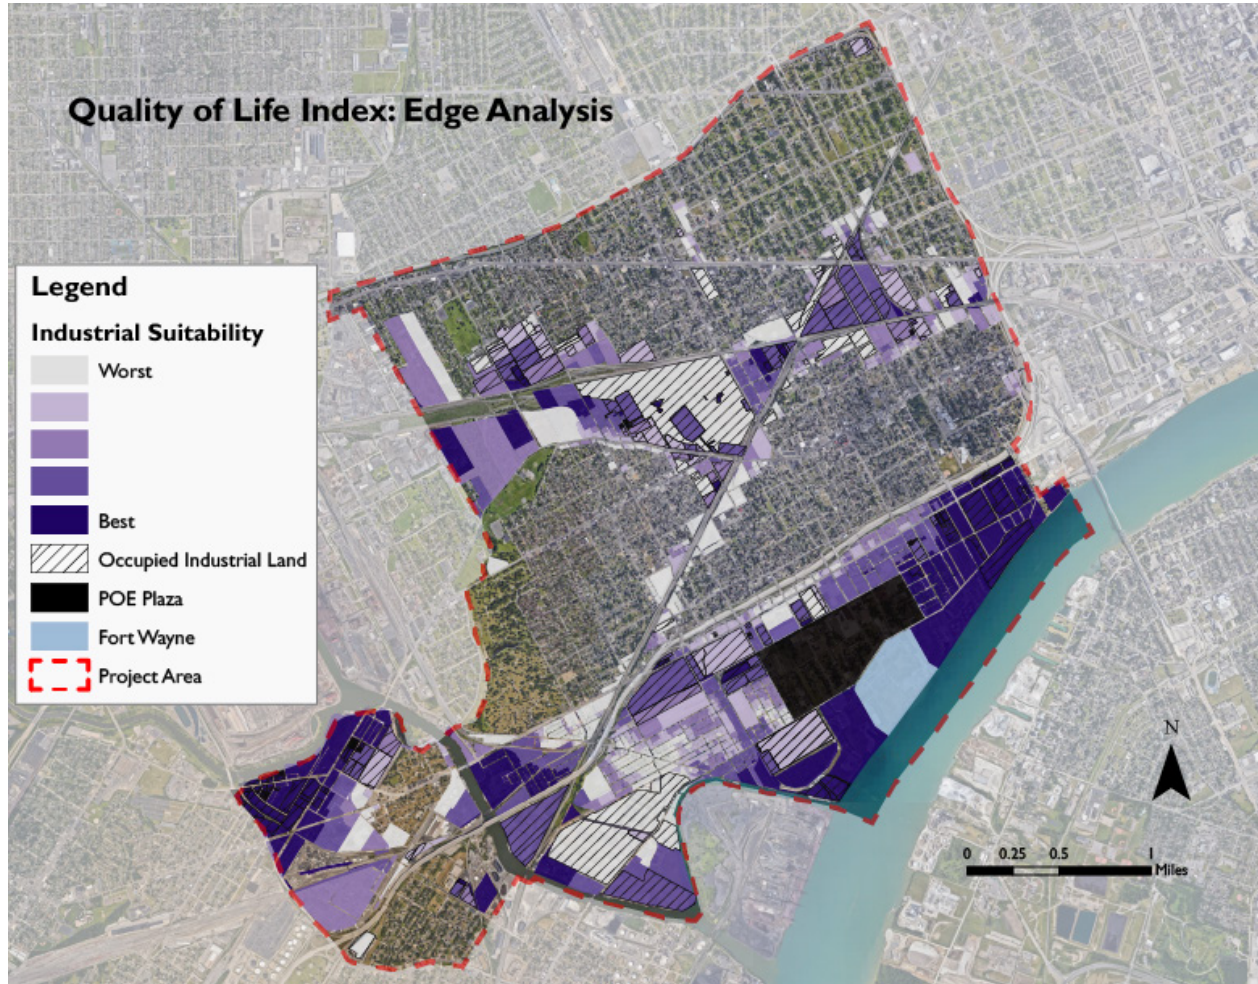 Quality of Life Index: Edge Analysis
Legend
Industrial Suitability
Worst
Best
Occupied Industrial Land
POE Plaza
Fort Wayne
Project Area
N
0 0.25 0.5 1
Miles